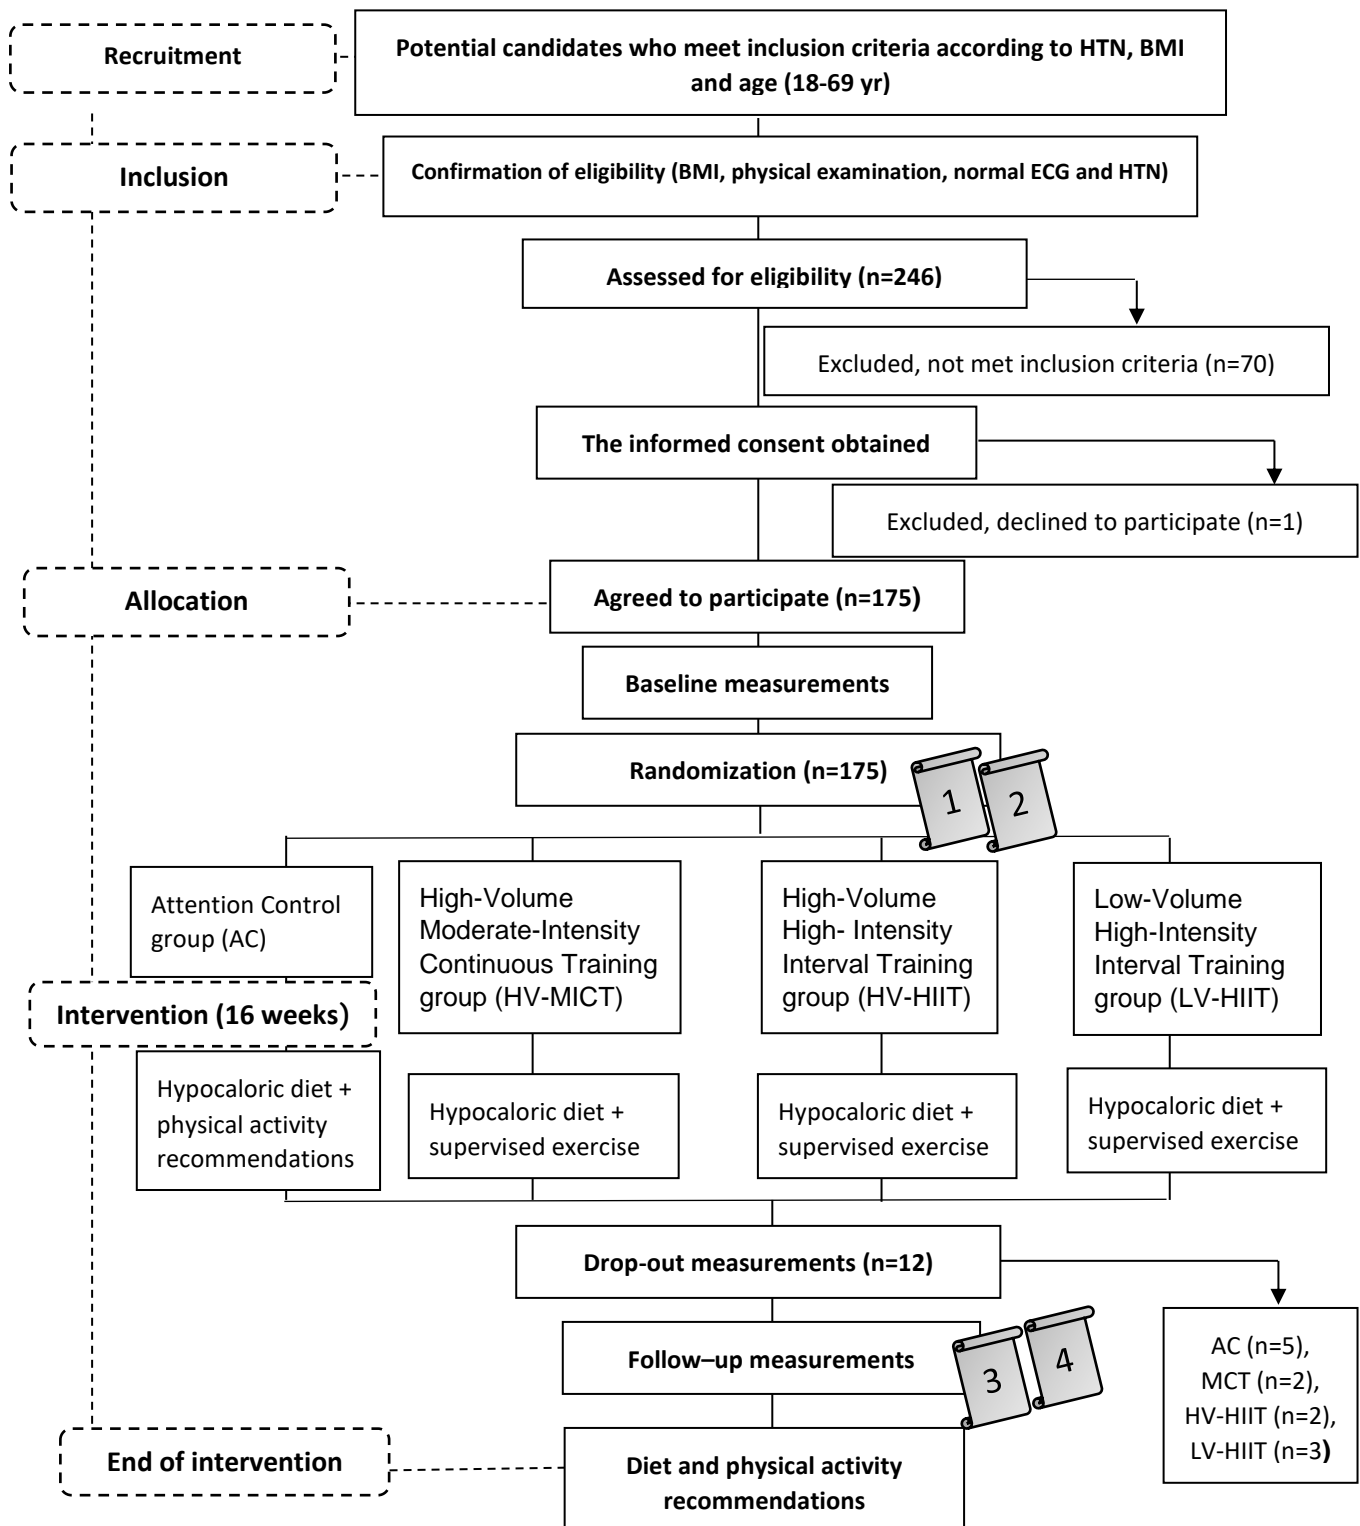 Recruitment
Potential candidates who meet inclusion criteria according to HTN, BMI
and age (18-69 yr)
Inclusion
Confirmation of eligibility (BMI, physical examination, normal ECG and HTN)
Assessed for eligibility (n=246)
Excluded, not met inclusion criteria (n=70)
The informed consent obtained
Excluded, declined to participate (n=1)
Allocation
Agreed to participate (n=175)
Baseline measurements
Randomization (n=175)
1
2
Attention Control
group (AC)
High-Volume
Moderate-Intensity
Continuous Training
group (HV-MICT)
High-Volume
High- Intensity
Interval Training
group (HV-HIIT)
Low-Volume
High-Intensity
Interval Training
group (LV-HIIT)
Intervention (16 weeks)
Hypocaloric diet +
physical activity
recommendations
Hypocaloric diet +
supervised exercise
Hypocaloric diet +
supervised exercise
Hypocaloric diet +
supervised exercise
Drop-out measurements (n=12)
AC (n=5),
MCT (n=2),
HV-HIIT (n=2),
LV-HIIT (n=3)
Follow–up measurements
3
4
End of intervention
Diet and physical activity
recommendations